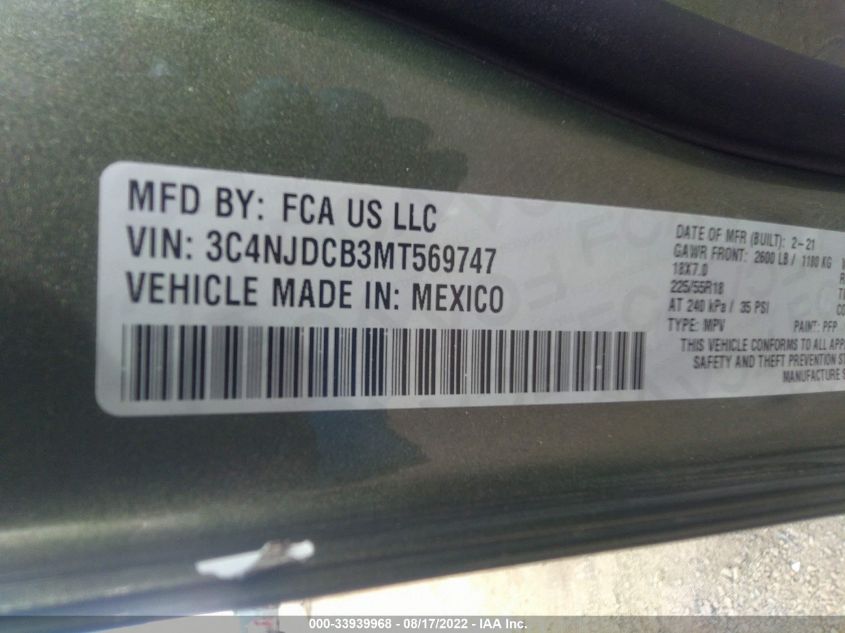 MFD BY: FCA US LLC
VIN: 3C4NJDCB3MT569747
VEHICLE MADE IN: MEXICO
DATE OF MFR (BUILT): 2-21
GAWR FRONT: 2600 LB / 1180 KG
18X7.0
225/55R18
AT 240 kPa / 35 PSI
TYPE: MPV PAINT: PFP
THIS VEHICLE CONFORMS TO ALL APP
SAFETY AND THEFT PREVENTION ST
MANUFACTURE S
000-33939968 - 08/17/2022 - IAA Inc.